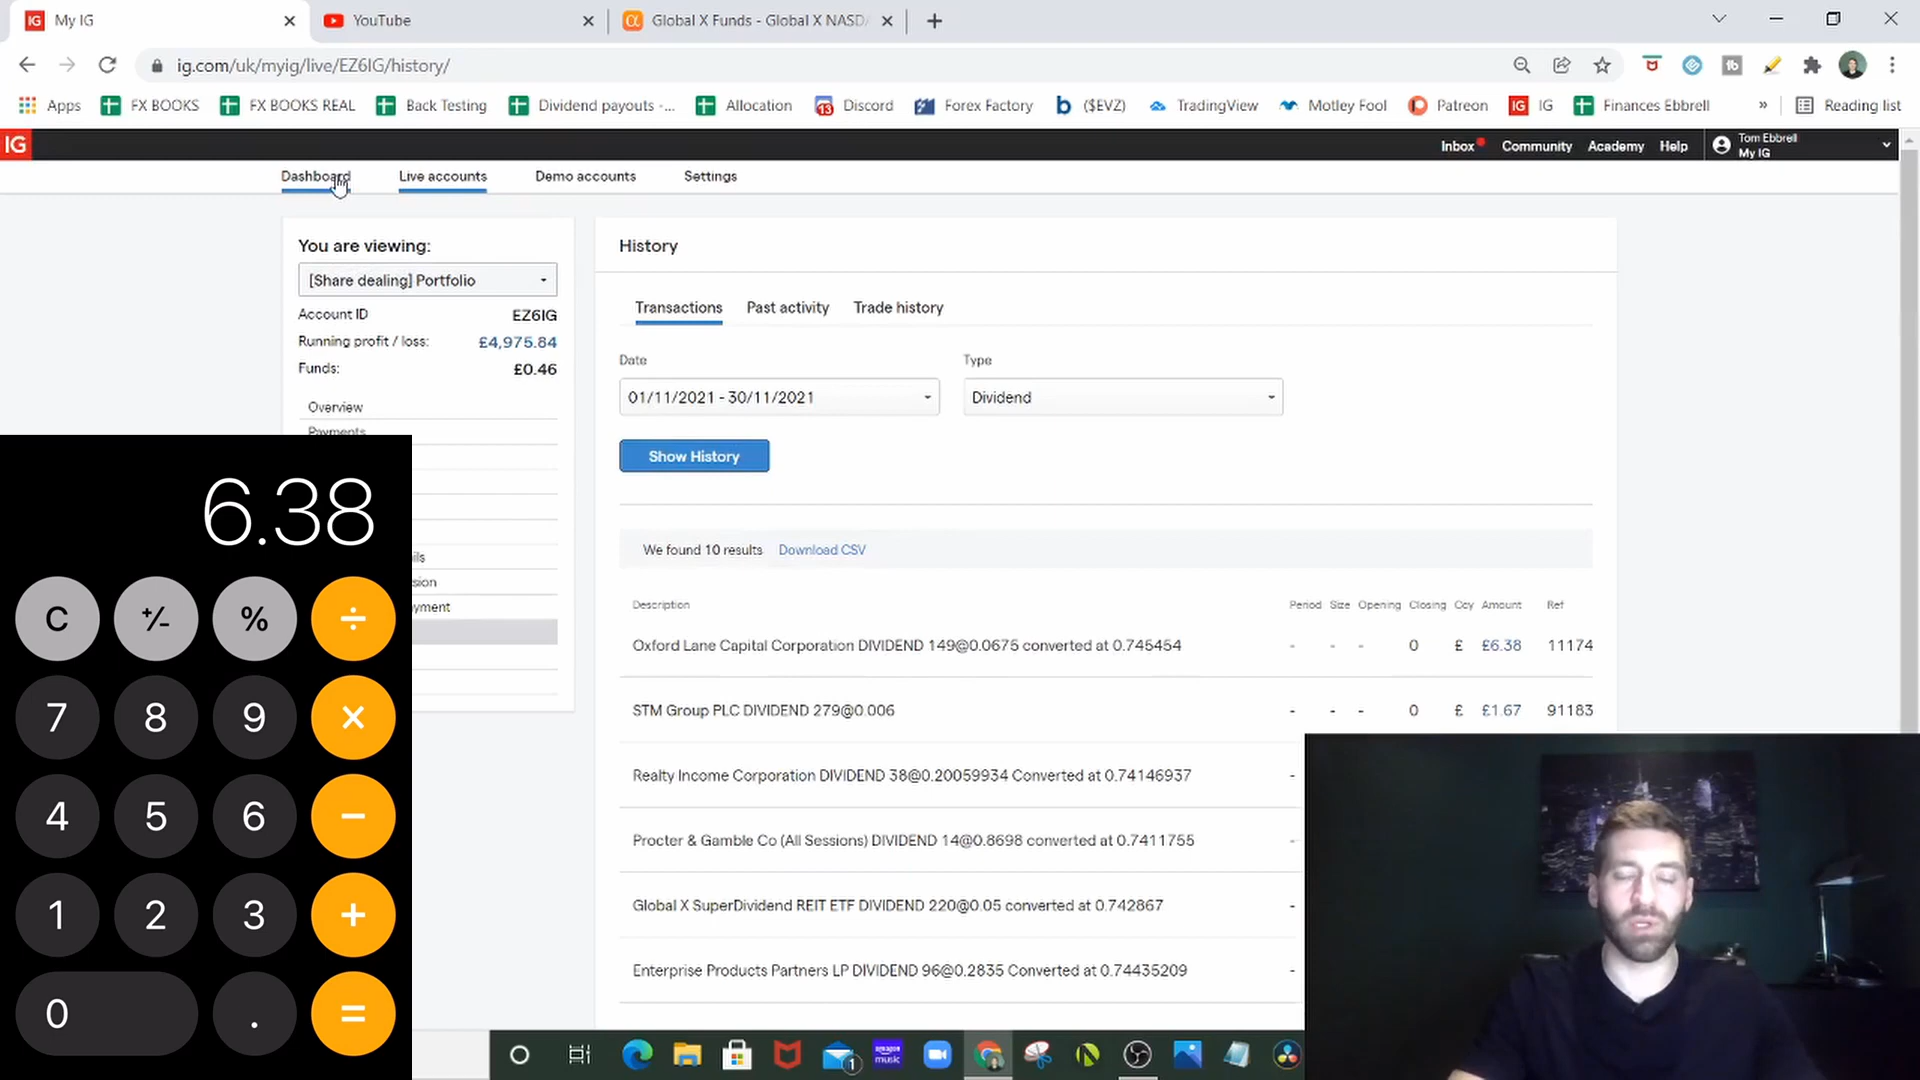 My IG
YouTube
Global X Funds - Global X NASD
ig.com/uk/myig/live/EZ6IG/history/
Apps
FX BOOKS
FX BOOKS REAL
Back Testing
Dividend payouts -...
Allocation
Discord
Forex Factory
($EVZ)
TradingView
Motley Fool
Patreon
IG
Finances Ebbrell
»
Reading list
IG
Inbox
Community
Academy
Help
Tom Ebbrell
My IG
Dashboard
Live accounts
Demo accounts
Settings
You are viewing:
[Share dealing] Portfolio
Account ID EZ6IG
Running profit / loss: £4,975.84
Funds: £0.46
Overview
Payments
ils
sion
yment
History
Transactions
Past activity
Trade history
Date
Type
01/11/2021 - 30/11/2021
Dividend
Show History
We found 10 results
Download CSV
Description Period Size Opening Closing Ccy Amount Ref
Oxford Lane Capital Corporation DIVIDEND 149@0.0675 converted at 0.745454 - - - 0 £ £6.38 11174
STM Group PLC DIVIDEND 279@0.006 - - - 0 £ £1.67 91183
Realty Income Corporation DIVIDEND 38@0.20059934 Converted at 0.74146937 -
Procter & Gamble Co (All Sessions) DIVIDEND 14@0.8698 converted at 0.7411755 -
Global X SuperDividend REIT ETF DIVIDEND 220@0.05 converted at 0.742867 -
Enterprise Products Partners LP DIVIDEND 96@0.2835 Converted at 0.74435209 -
6.38
C +/- % ÷
7 8 9 ×
4 5 6 −
1 2 3 +
0 . =